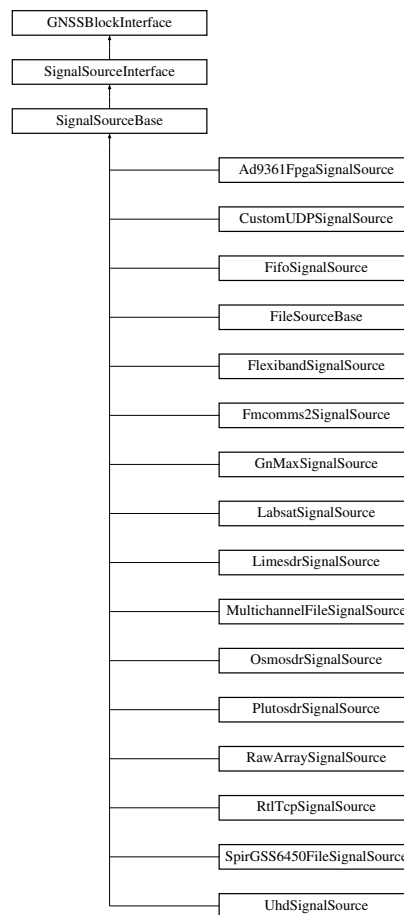 GNSSBlockInterface
SignalSourceInterface
SignalSourceBase
Ad9361FpgaSignalSource
CustomUDPSignalSource
FifoSignalSource
FileSourceBase
FlexibandSignalSource
Fmcomms2SignalSource
GnMaxSignalSource
LabsatSignalSource
LimesdrSignalSource
MultichannelFileSignalSource
OsmosdrSignalSource
PlutosdrSignalSource
RawArraySignalSource
RtlTcpSignalSource
SpirGSS6450FileSignalSource
UhdSignalSource